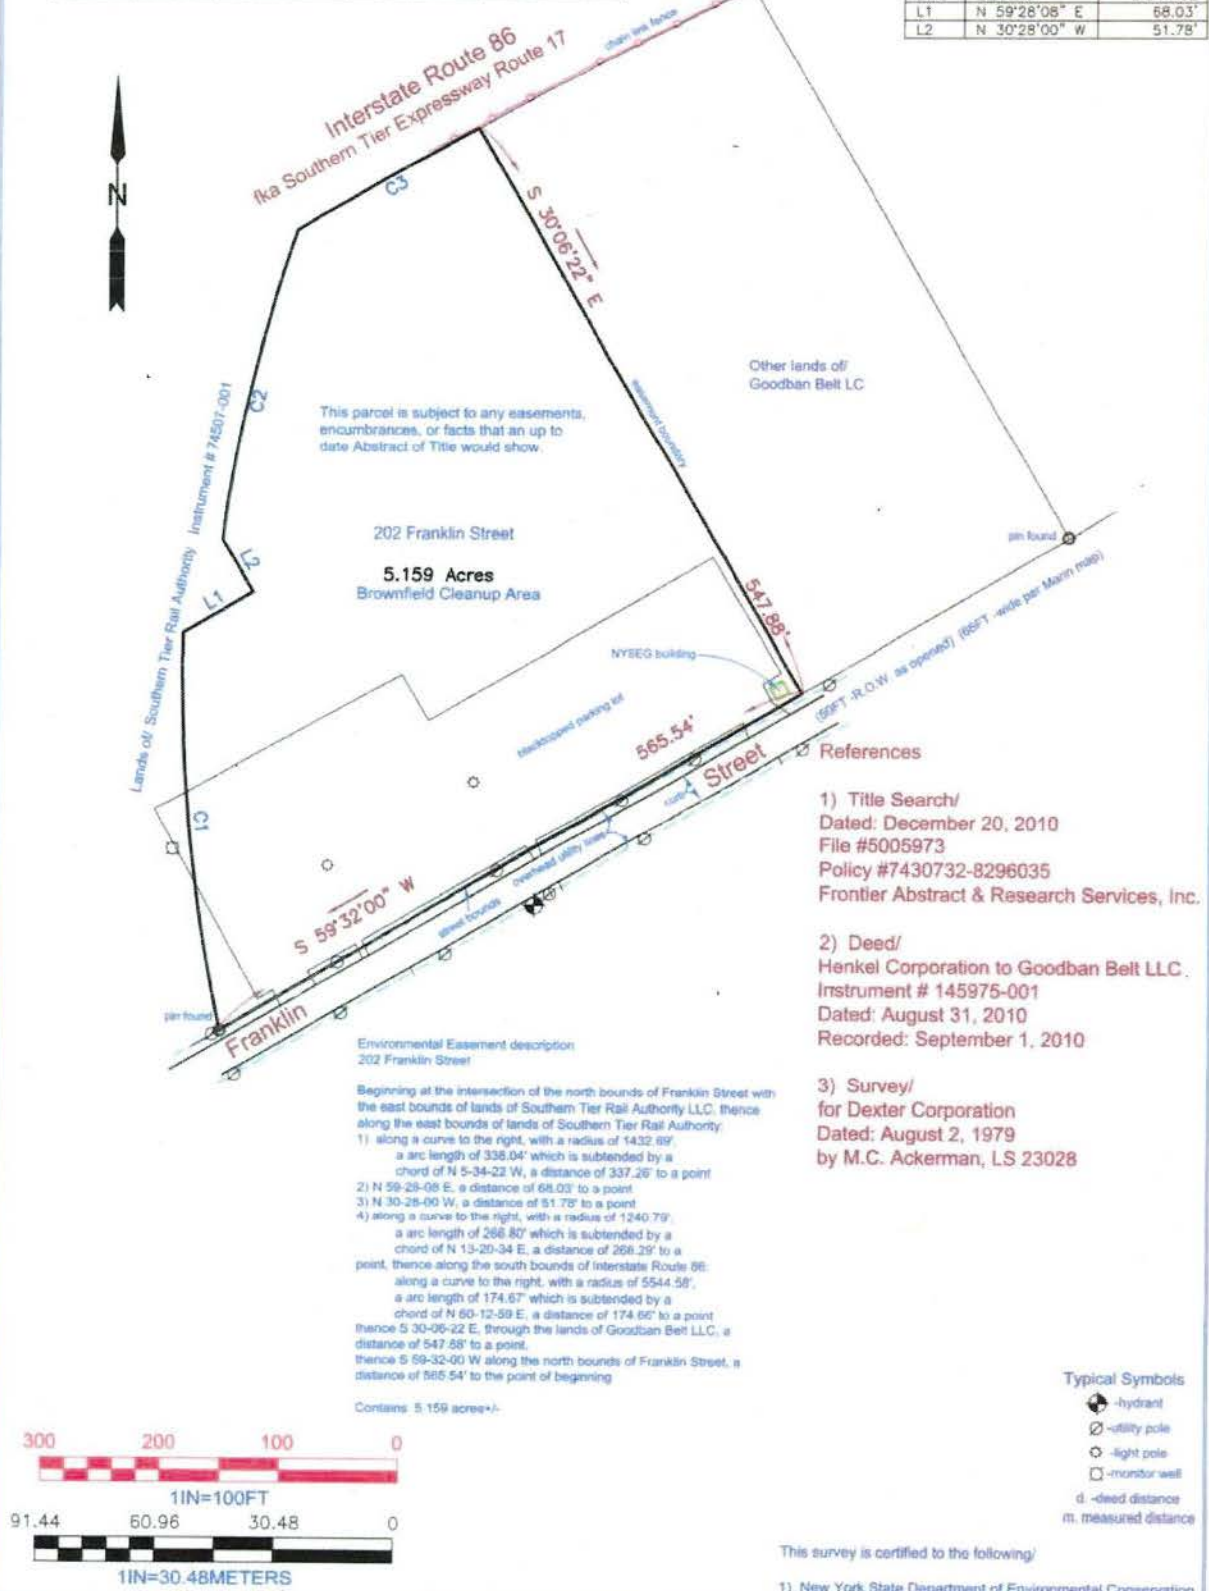 L1 N 59°28'08" E 68.03'
L2 N 30°28'00" W 51.78'
Interstate Route 86
fka Southern Tier Expressway Route 17
chain link fence
N
C3
S 30°06'22" E
Other lands of/
Goodban Belt LC
easement boundary
C2
Lands of/ Southern Tier Rail Authority Instrument # 74507-001
This parcel is subject to any easements,
encumbrances, or facts that an up to
date Abstract of Title would show.
202 Franklin Street
5.159 Acres
Brownfield Cleanup Area
L2
L1
pin found
547.88'
NYSEG building
(66FT -wide per Mann map)
R.O.W. as opened)
blacktopped parking lot
565.54'
Street
curb
C1
overhead utility lines
street bounds
S 59°32'00" W
pin found
Franklin
References
1) Title Search/
Dated: December 20, 2010
File #5005973
Policy #7430732-8296035
Frontier Abstract & Research Services, Inc.
2) Deed/
Henkel Corporation to Goodban Belt LLC.
Instrument # 145975-001
Dated: August 31, 2010
Recorded: September 1, 2010
3) Survey/
for Dexter Corporation
Dated: August 2, 1979
by M.C. Ackerman, LS 23028
Environmental Easement description
202 Franklin Street
Beginning at the intersection of the north bounds of Franklin Street with
the east bounds of lands of Southern Tier Rail Authority LLC, thence
along the east bounds of lands of Southern Tier Rail Authority:
1) along a curve to the right, with a radius of 1432.69',
a arc length of 338.04' which is subtended by a
chord of N 5-34-22 W, a distance of 337.26' to a point
2) N 59-28-08 E, a distance of 68.03' to a point
3) N 30-28-00 W, a distance of 51.78' to a point
4) along a curve to the right, with a radius of 1240.79',
a arc length of 266.80' which is subtended by a
chord of N 13-20-34 E, a distance of 266.29' to a
point, thence along the south bounds of Interstate Route 86:
along a curve to the right, with a radius of 5544.58',
a arc length of 174.67' which is subtended by a
chord of N 60-12-59 E, a distance of 174.66' to a point
thence S 30-06-22 E, through the lands of Goodban Belt LLC, a
distance of 547.88' to a point,
thence S 59-32-00 W along the north bounds of Franklin Street, a
distance of 565.54' to the point of beginning
Contains 5.159 acres+/-
Typical Symbols
-hydrant
-utility pole
-light pole
-monitor well
d. -deed distance
m. measured distance
300 200 100 0
1IN=100FT
91.44 60.96 30.48 0
1IN=30.48METERS
This survey is certified to the following/
1) New York State Department of Environmental Conservation